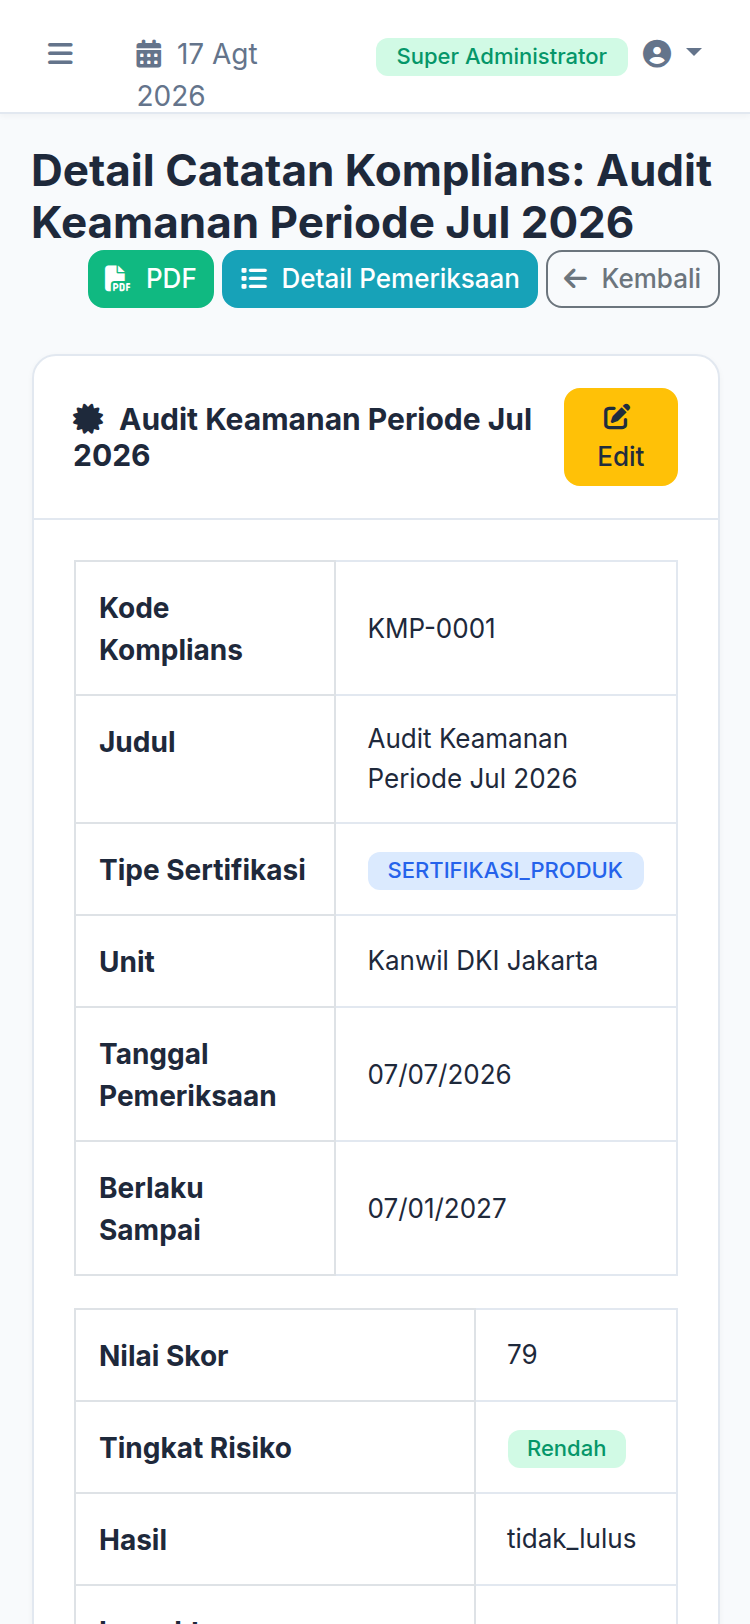 17 Agt
2026
Super Administrator
Detail Catatan Komplians: Audit
Keamanan Periode Jul 2026
PDF
Detail Pemeriksaan
Kembali
Audit Keamanan Periode Jul
2026
Edit
Kode
Komplians
KMP-0001
Judul
Audit Keamanan
Periode Jul 2026
Tipe Sertifikasi
SERTIFIKASI_PRODUK
Unit
Kanwil DKI Jakarta
Tanggal
Pemeriksaan
07/07/2026
Berlaku
Sampai
07/01/2027
Nilai Skor
79
Tingkat Risiko
Rendah
Hasil
tidak_lulus